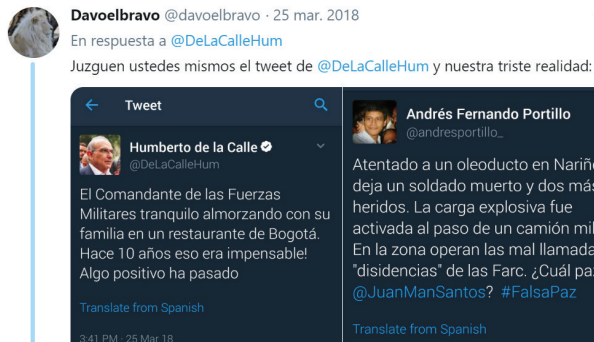 Davoelbravo @davoelbravo · 25 mar. 2018
En respuesta a @DeLaCalleHum
Juzguen ustedes mismos el tweet de @DeLaCalleHum y nuestra triste realidad:
Tweet
Humberto de la Calle
@DeLaCalleHum
El Comandante de las Fuerzas
Militares tranquilo almorzando con su
familia en un restaurante de Bogotá.
Hace 10 años eso era impensable!
Algo positivo ha pasado
Translate from Spanish
3:41 PM · 25 Mar 18
Andrés Fernando Portillo
@andresportillo_
Atentado a un oleoducto en Nariño
deja un soldado muerto y dos más
heridos. La carga explosiva fue
activada al paso de un camión mil
En la zona operan las mal llamada
"disidencias" de las Farc. ¿Cuál pa
@JuanManSantos? #FalsaPaz
Translate from Spanish